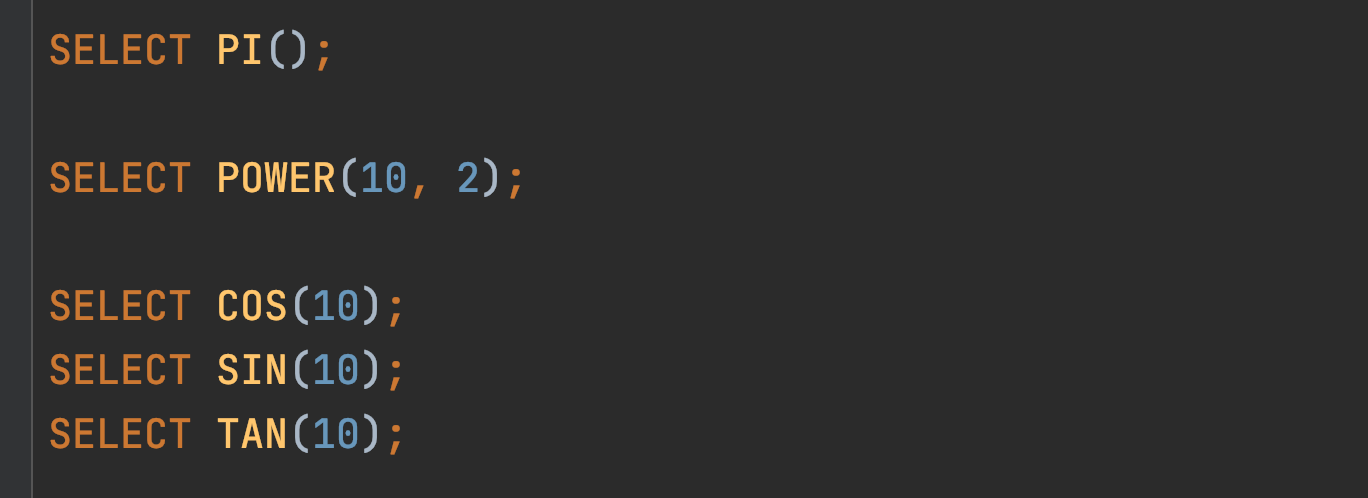 SELECT PI();
SELECT POWER(10, 2);
SELECT COS(10);
SELECT SIN(10);
SELECT TAN(10);